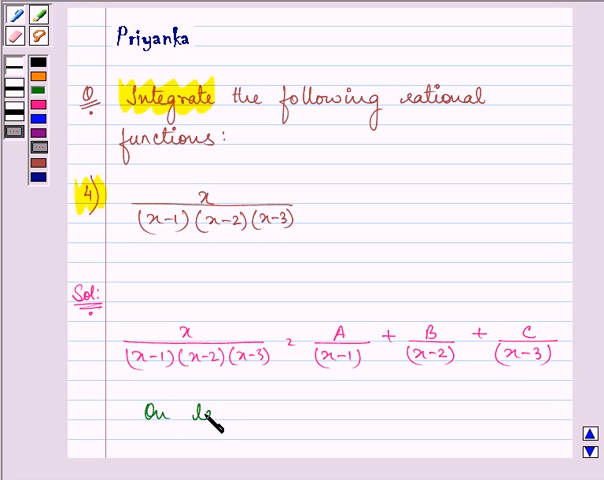 Priyanka
Q Integrate the following rational
functions:
4) x / (x-1) (x-2) (x-3)
Sol:
x / (x-1) (x-2) (x-3) = A / (x-1) + B / (x-2) + C / (x-3)
On